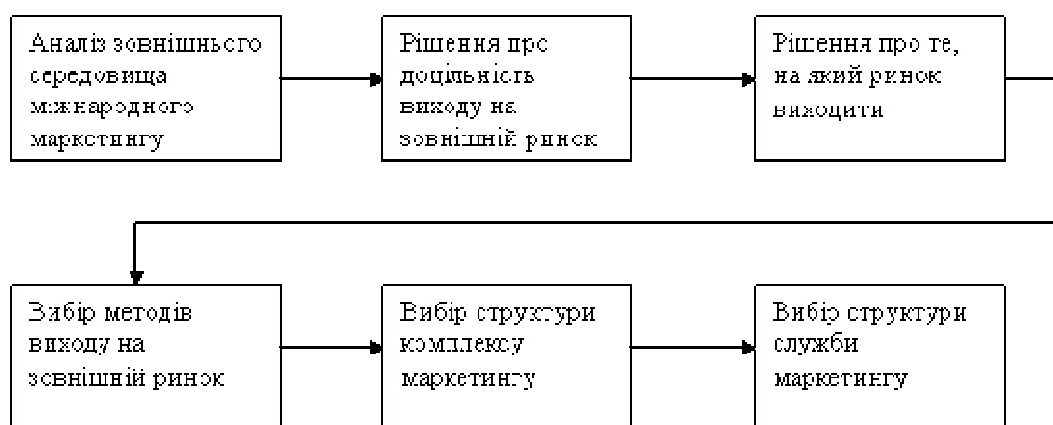 Аналіз зовнішнього
середовища
міжнародного
маркетингу
Рішення про
доцільність
виходу на
зовнішній ринок
Рішення про те,
на який ринок
виходити
Вибір методів
виходу на
зовнішній ринок
Вибір структури
комплексу
маркетингу
Вибір структури
служби
маркетингу